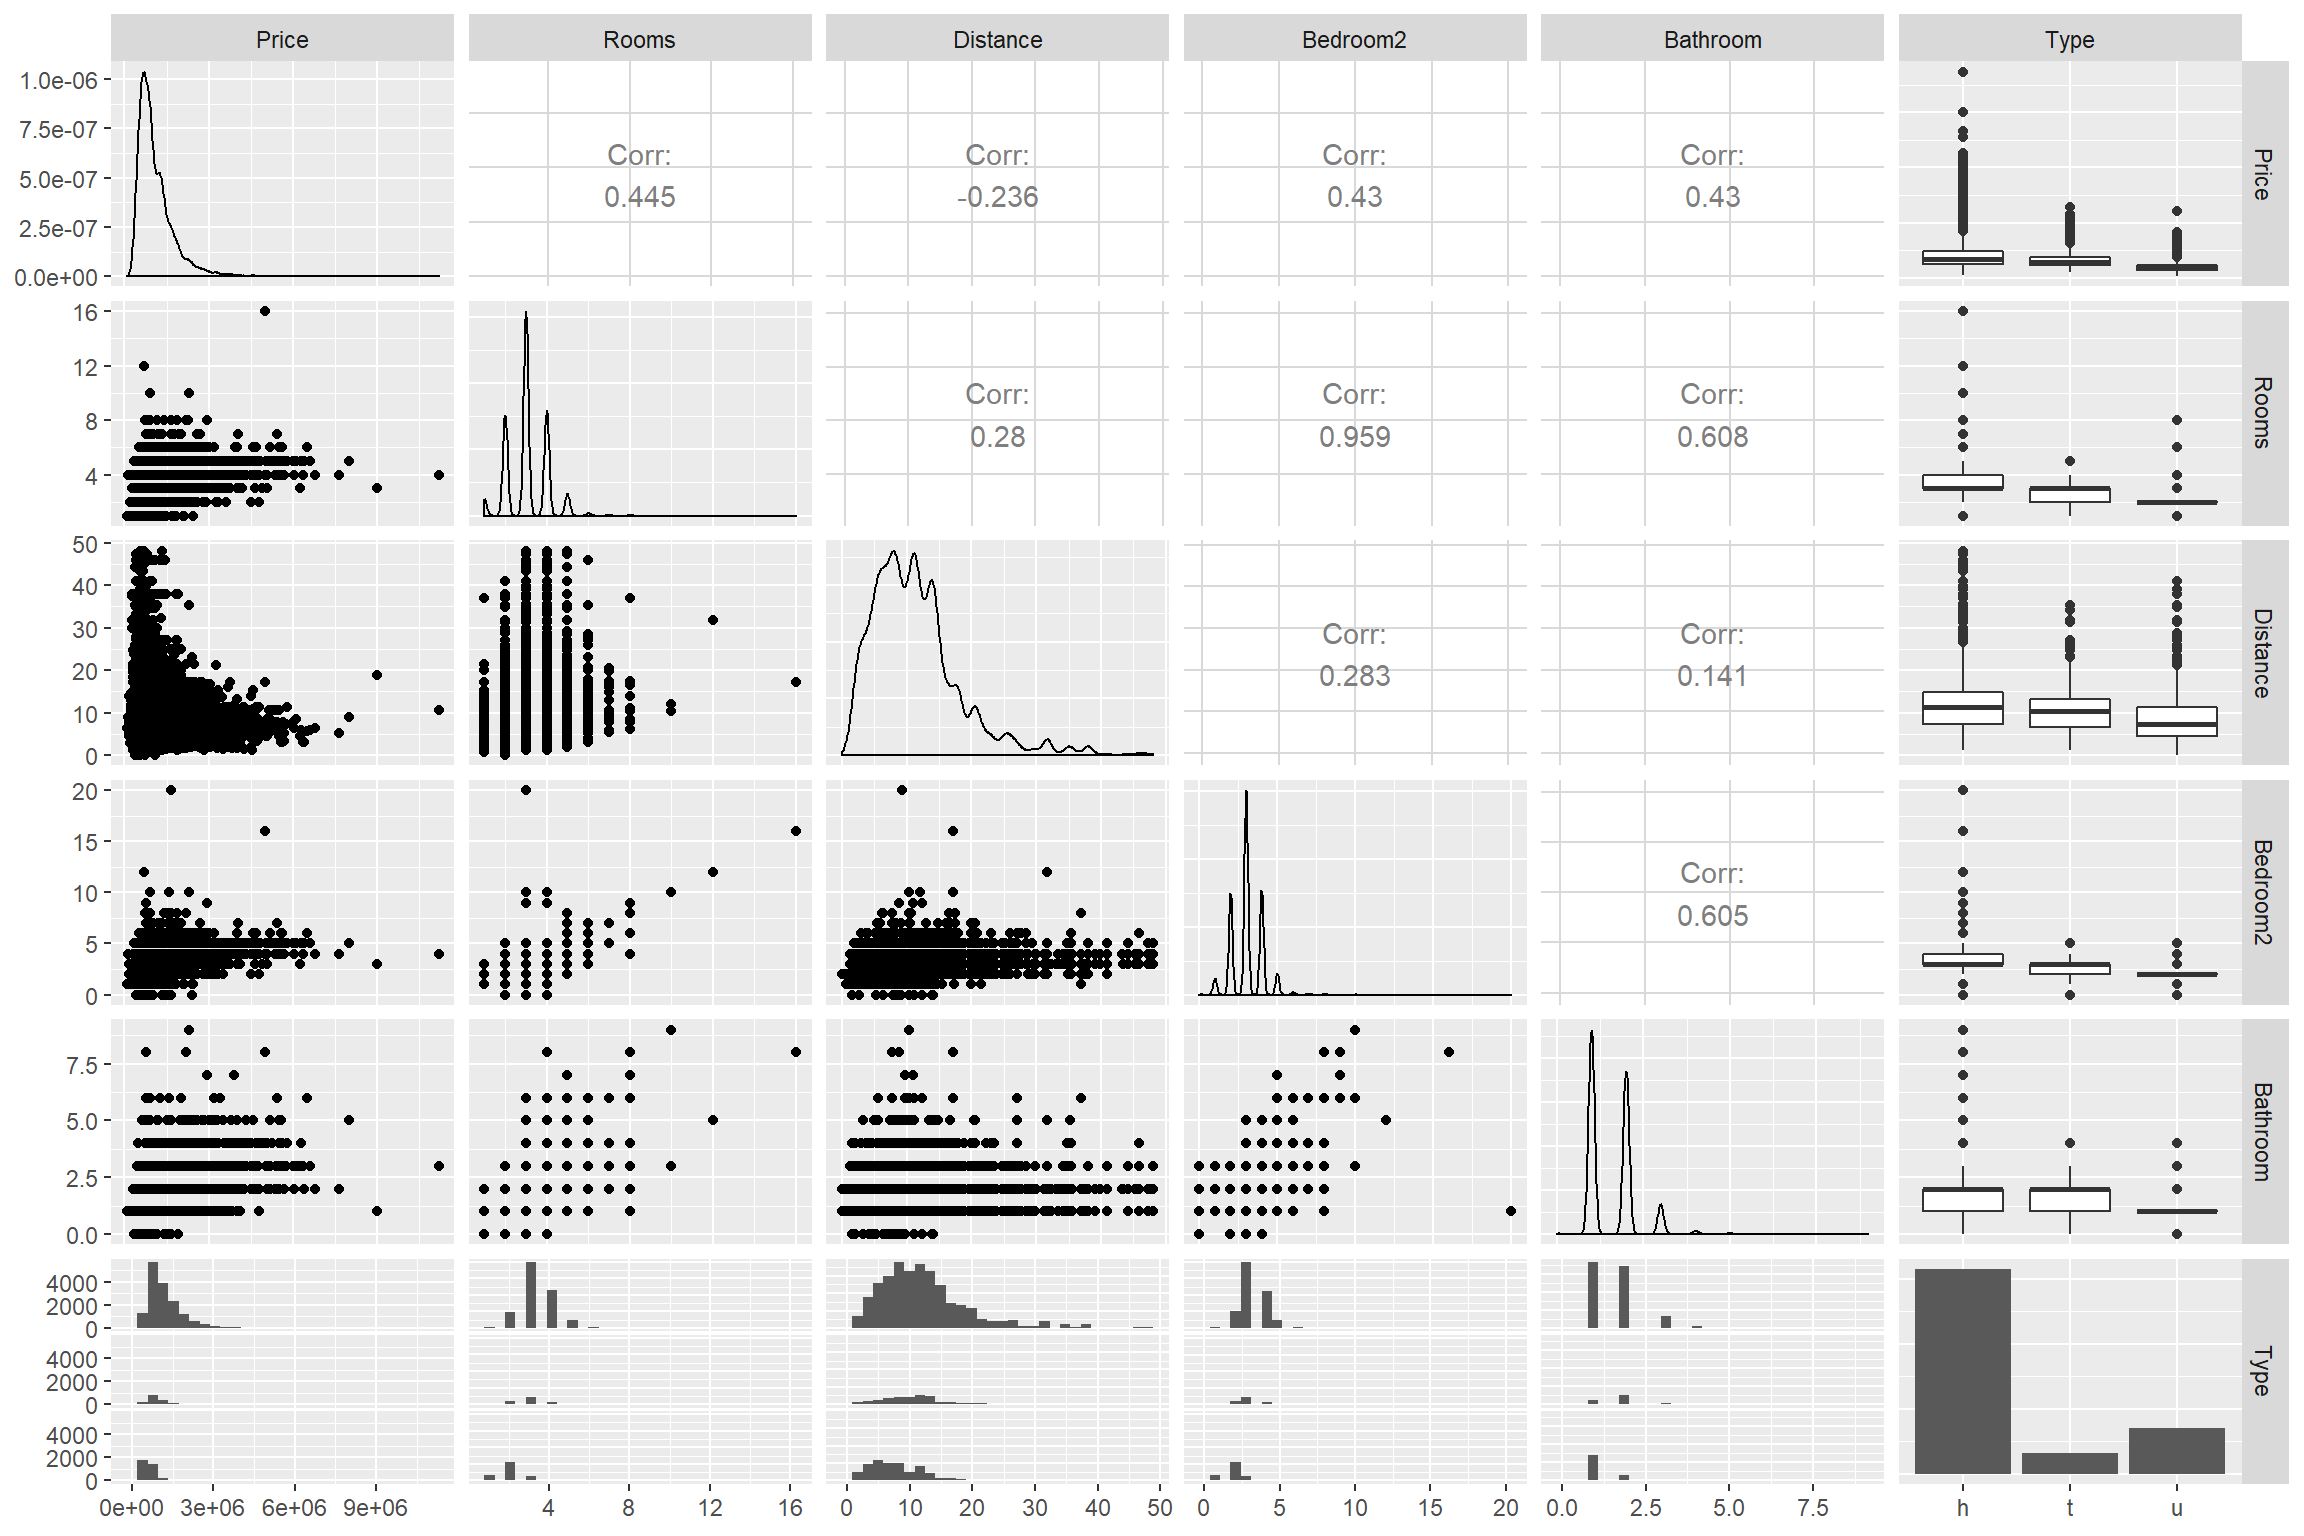 Price Rooms Distance Bedroom2 Bathroom Type
1.0e-06
7.5e-07
5.0e-07
2.5e-07
0.0e+00
Corr:
0.445
Corr:
-0.236
Corr:
0.43
Corr:
0.43
Price
16
12
8
4
Corr:
0.28
Corr:
0.959
Corr:
0.608
Rooms
50
40
30
20
10
0
Corr:
0.283
Corr:
0.141
Distance
20
15
10
5
0
Corr:
0.605
Bedroom2
7.5
5.0
2.5
0.0
Bathroom
4000
2000
0
4000
2000
0
4000
2000
0
Type
0e+00 3e+06 6e+06 9e+06 4 8 12 16 0 10 20 30 40 50 0 5 10 15 20 0.0 2.5 5.0 7.5 h t u